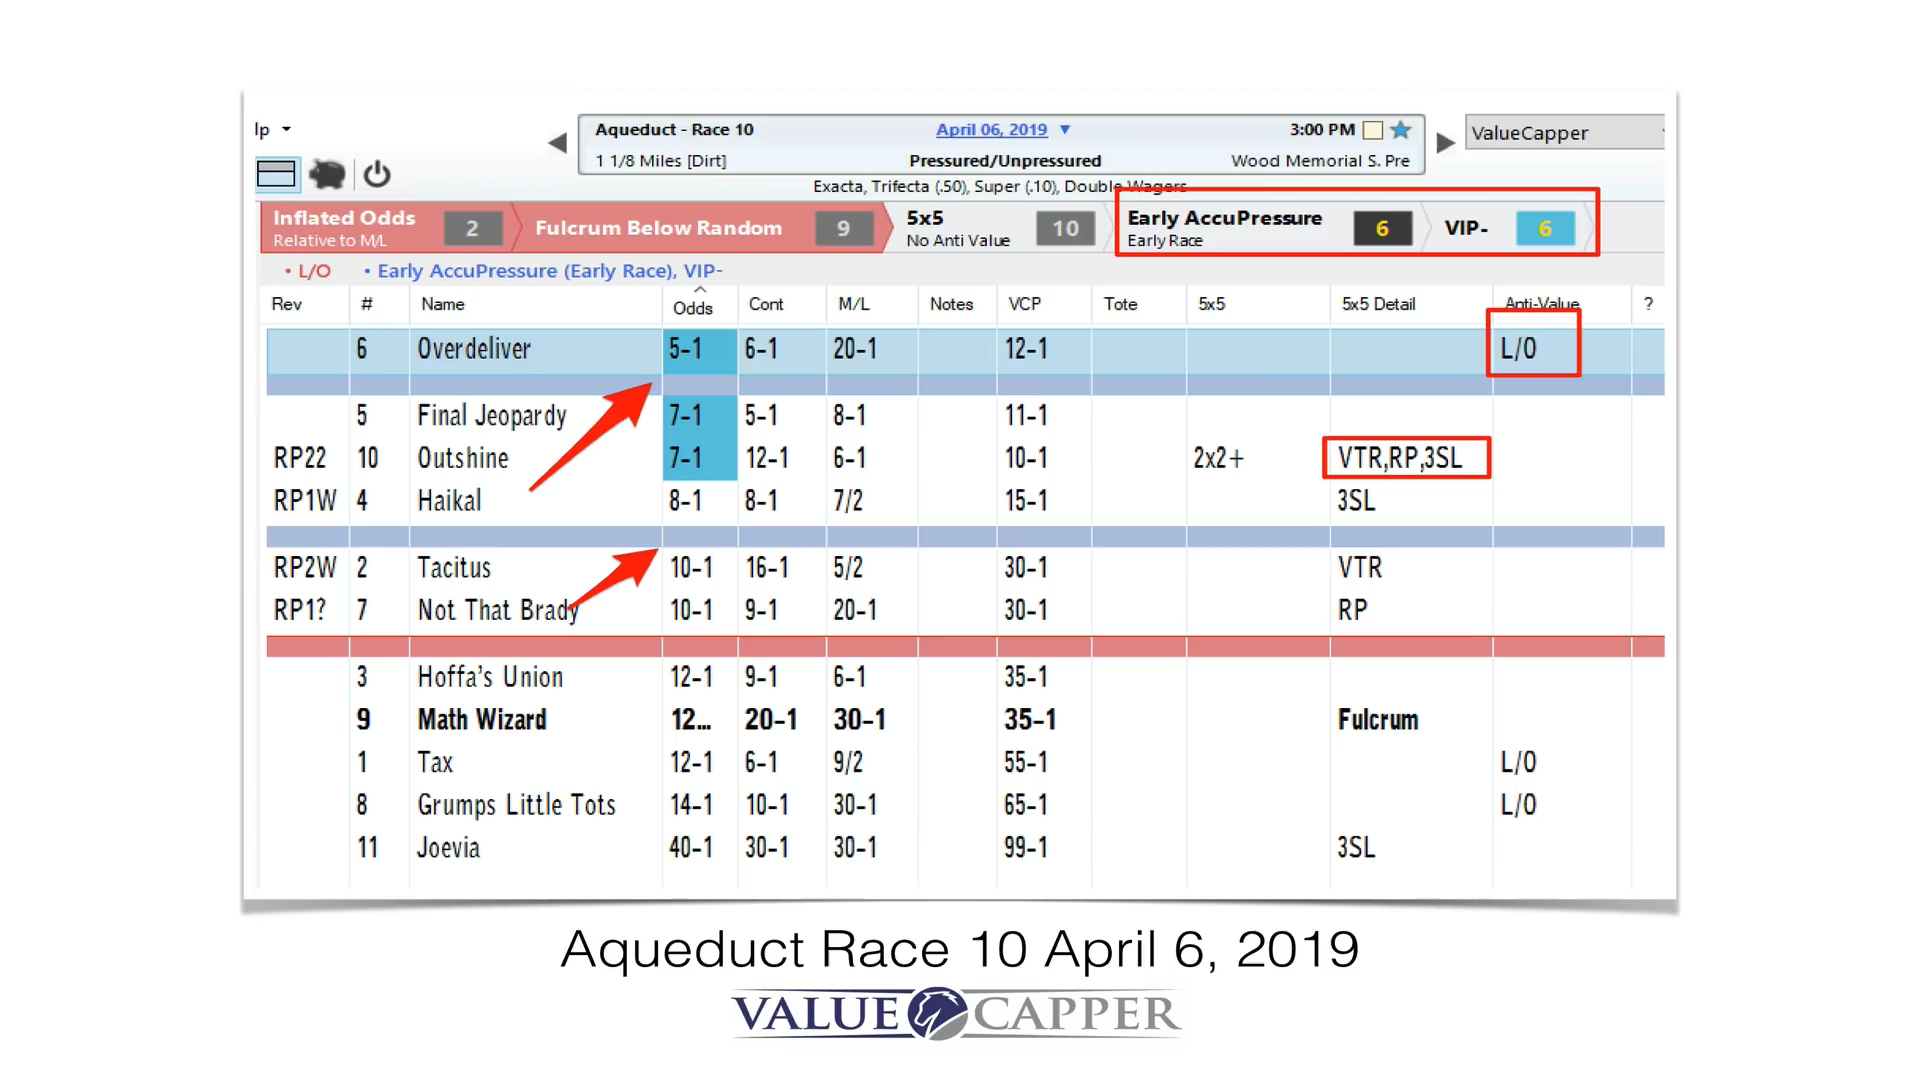 lp
Aqueduct - Race 10 April 06, 2019 ▼ 3:00 PM
ValueCapper
1 1/8 Miles [Dirt] Pressured/Unpressured Wood Memorial S. Pre
Exacta, Trifecta (.50), Super (.10), Double Wagers
Inflated Odds 2 Fulcrum Below Random 9 5x5 10 Early AccuPressure 6 VIP- 6
Relative to M/L No Anti Value Early Race
• L/O • Early AccuPressure (Early Race), VIP-
Rev # Name Odds Cont M/L Notes VCP Tote 5x5 5x5 Detail Anti-Value ?
6 Overdeliver 5-1 6-1 20-1 12-1 L/O
5 Final Jeopardy 7-1 5-1 8-1 11-1
RP22 10 Outshine 7-1 12-1 6-1 10-1 2x2+ VTR,RP,3SL
RP1W 4 Haikal 8-1 8-1 7/2 15-1 3SL
RP2W 2 Tacitus 10-1 16-1 5/2 30-1 VTR
RP1? 7 Not That Brady 10-1 9-1 20-1 30-1 RP
3 Hoffa's Union 12-1 9-1 6-1 35-1
9 Math Wizard 12... 20-1 30-1 35-1 Fulcrum
1 Tax 12-1 6-1 9/2 55-1 L/O
8 Grumps Little Tots 14-1 10-1 30-1 65-1 L/O
11 Joevia 40-1 30-1 30-1 99-1 3SL
Aqueduct Race 10 April 6, 2019
VALUE CAPPER